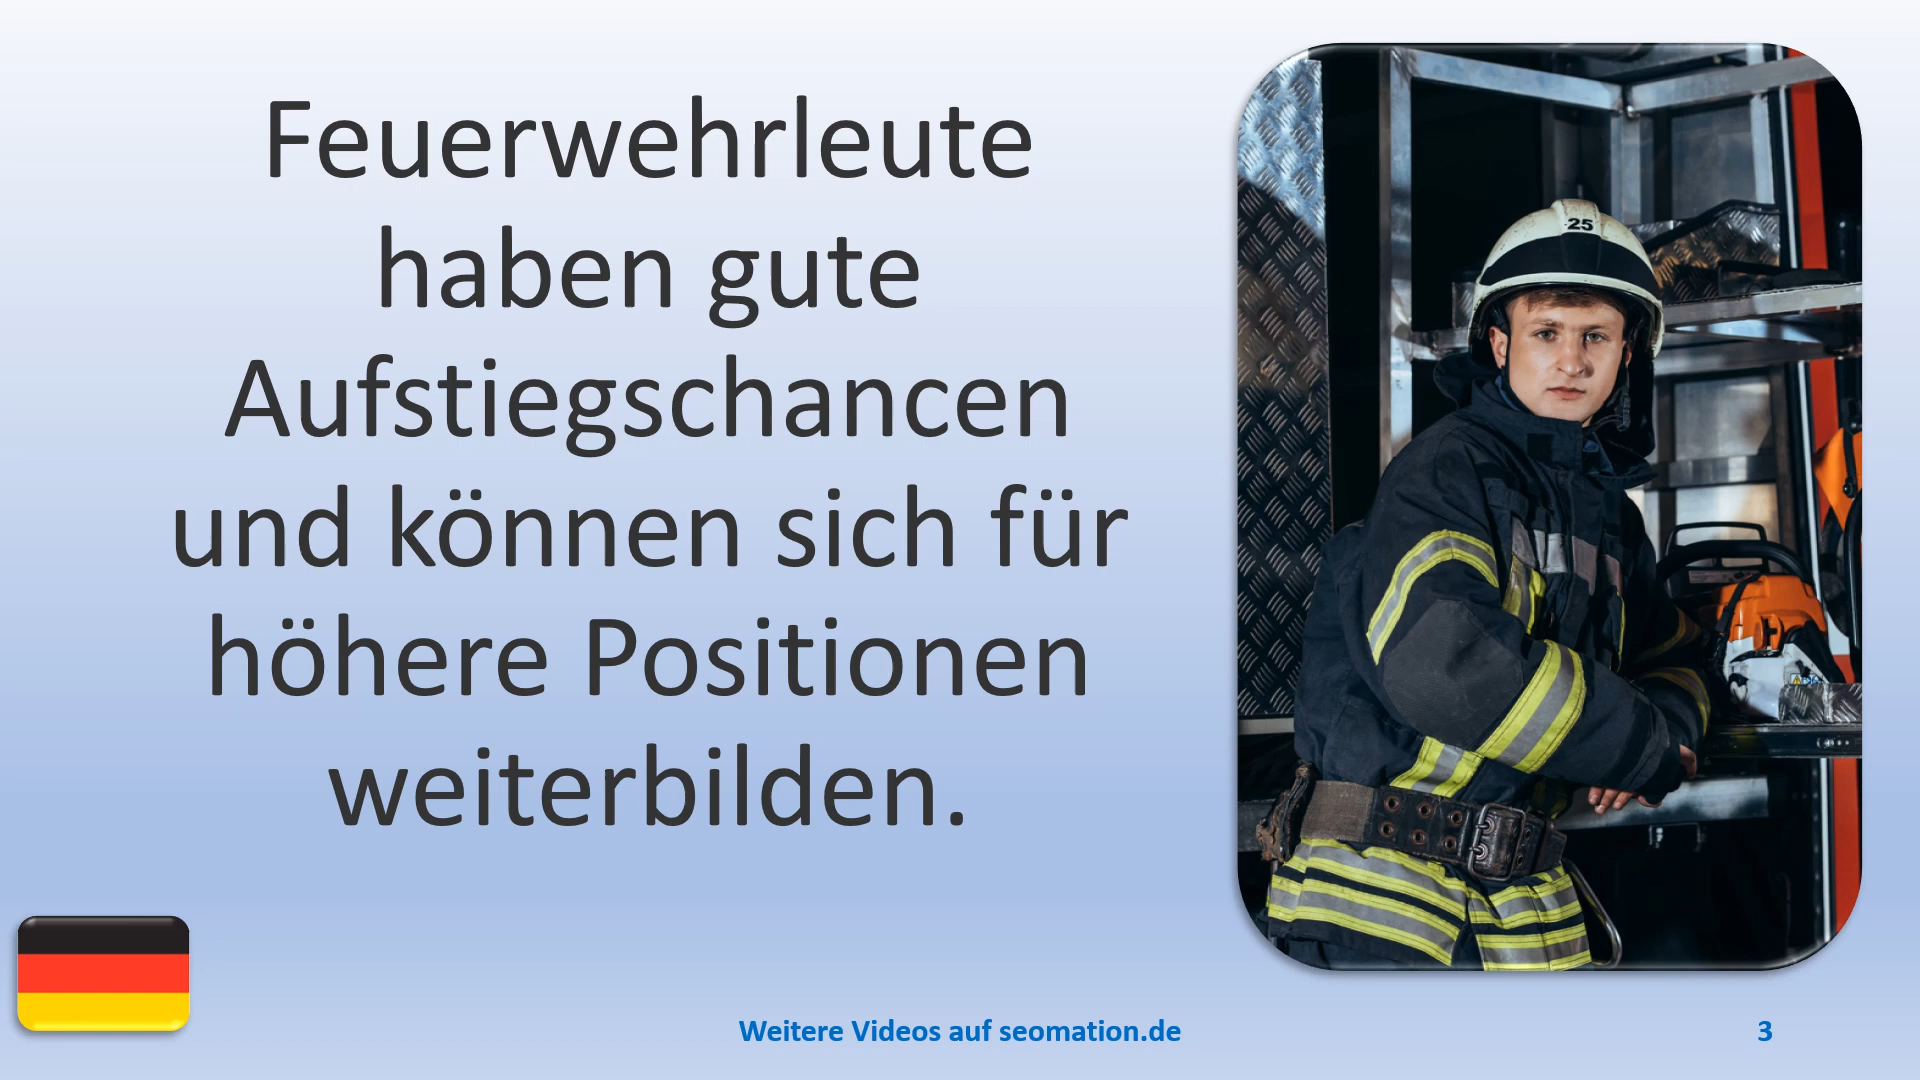 Feuerwehrleute
haben gute
Aufstiegschancen
und können sich für
höhere Positionen
weiterbilden.
25
Weitere Videos auf seomation.de
3